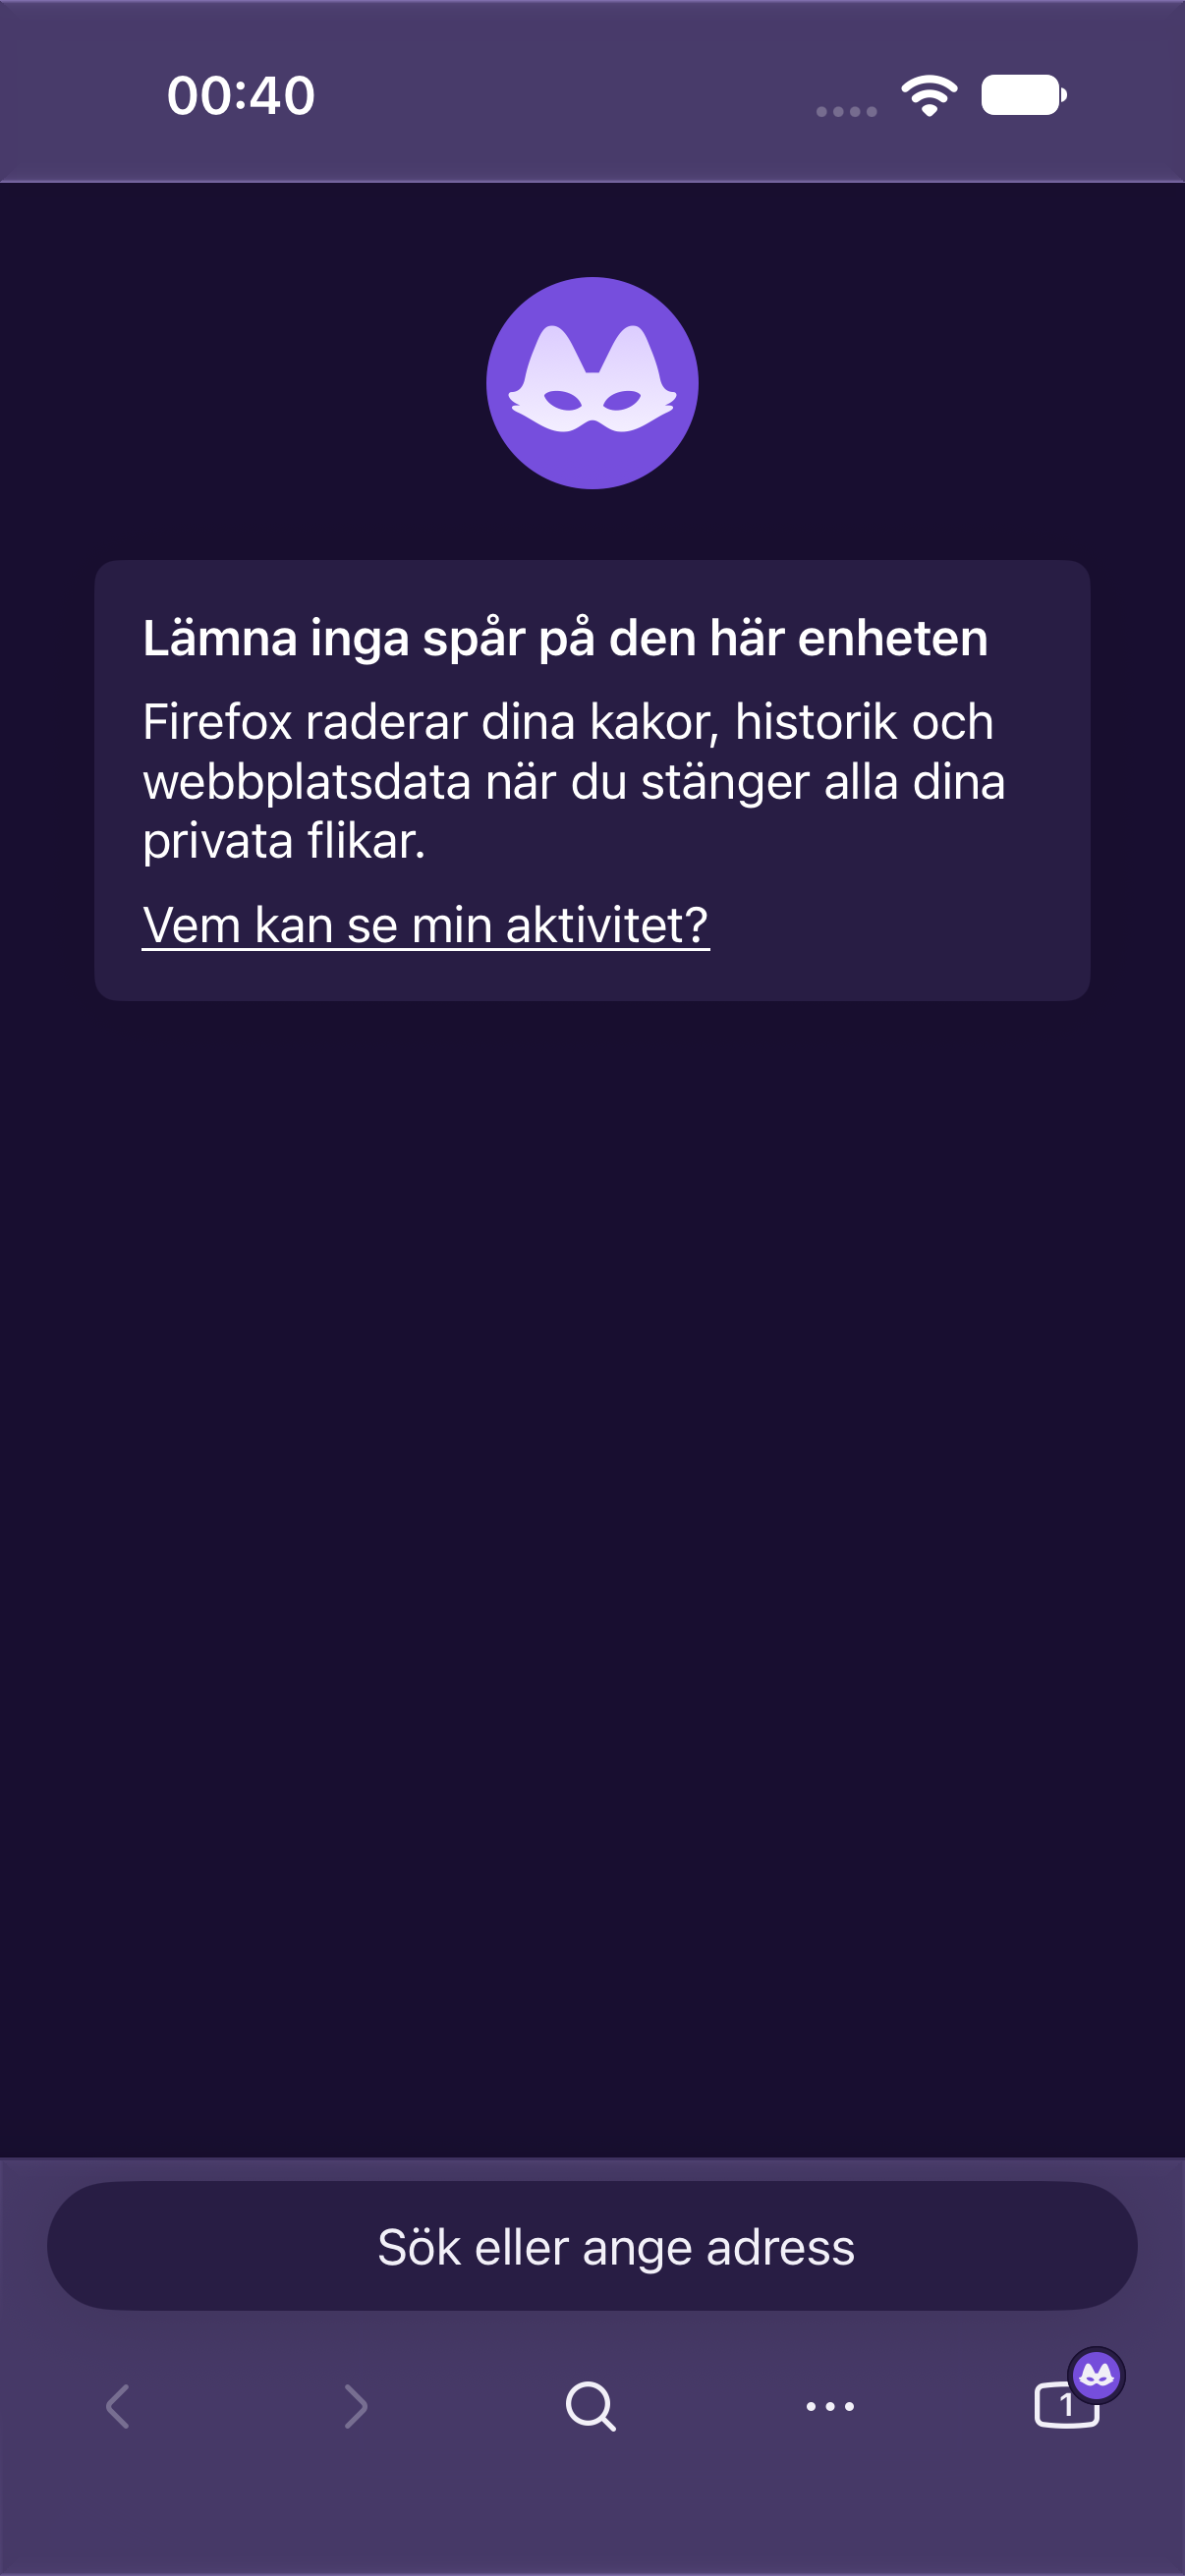 00:40
Lämna inga spår på den här enheten
Firefox raderar dina kakor, historik och
webbplatsdata när du stänger alla dina
privata flikar.
Vem kan se min aktivitet?
Sök eller ange adress
1